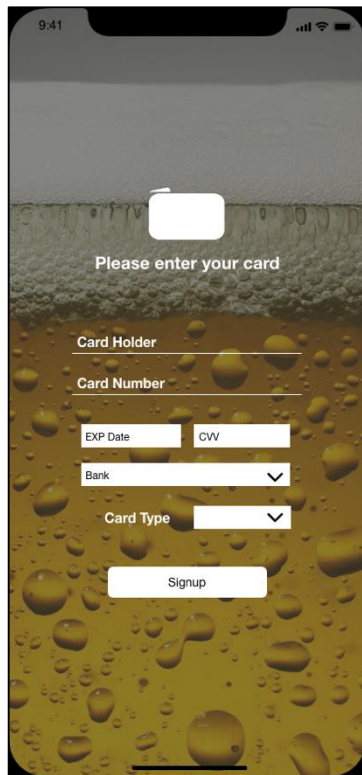 9:41
Please enter your card
Card Holder
Card Number
EXP Date CVV
Bank
Card Type
Signup